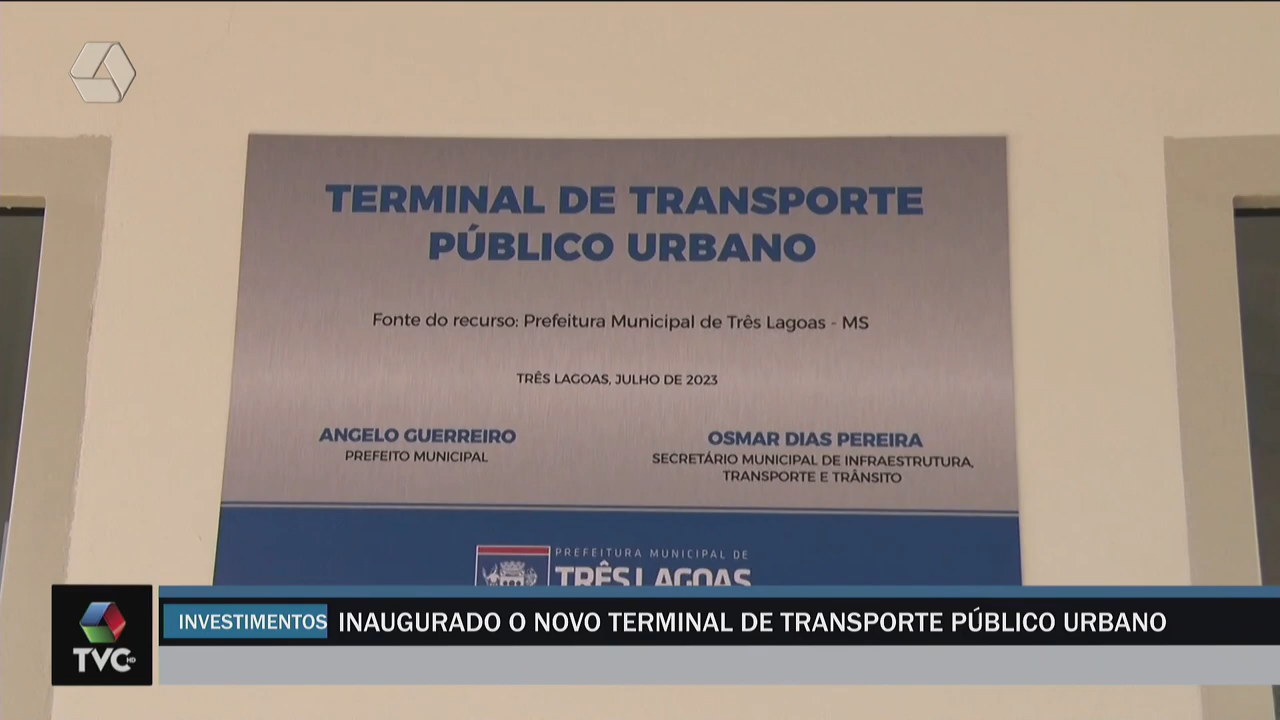 TERMINAL DE TRANSPORTE
PÚBLICO URBANO
Fonte do recurso: Prefeitura Municipal de Três Lagoas - MS
TRÊS LAGOAS, JULHO DE 2023
ANGELO GUERREIRO
PREFEITO MUNICIPAL
OSMAR DIAS PEREIRA
SECRETÁRIO MUNICIPAL DE INFRAESTRUTURA,
TRANSPORTE E TRÂNSITO
PREFEITURA MUNICIPAL DE
TRÊS LAGOAS
INVESTIMENTOS INAUGURADO O NOVO TERMINAL DE TRANSPORTE PÚBLICO URBANO
TVC HD